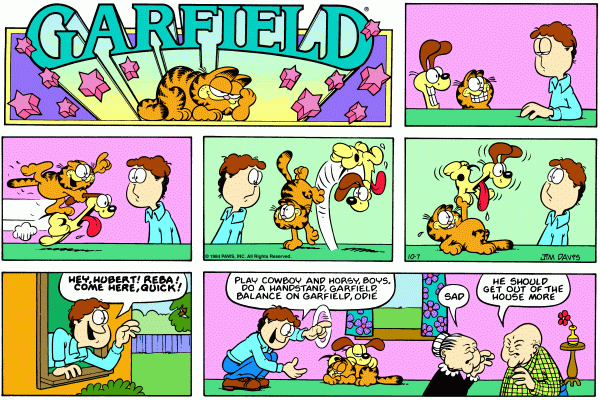 GARFIELD®
© 1984 PAWS, INC. All Rights Reserved.
10-7
JIM DAVIS
HEY, HUBERT! REBA!
COME HERE, QUICK!
PLAY COWBOY AND HORSY, BOYS.
DO A HANDSTAND, GARFIELD.
BALANCE ON GARFIELD, ODIE
SAD
HE SHOULD
GET OUT OF THE
HOUSE MORE